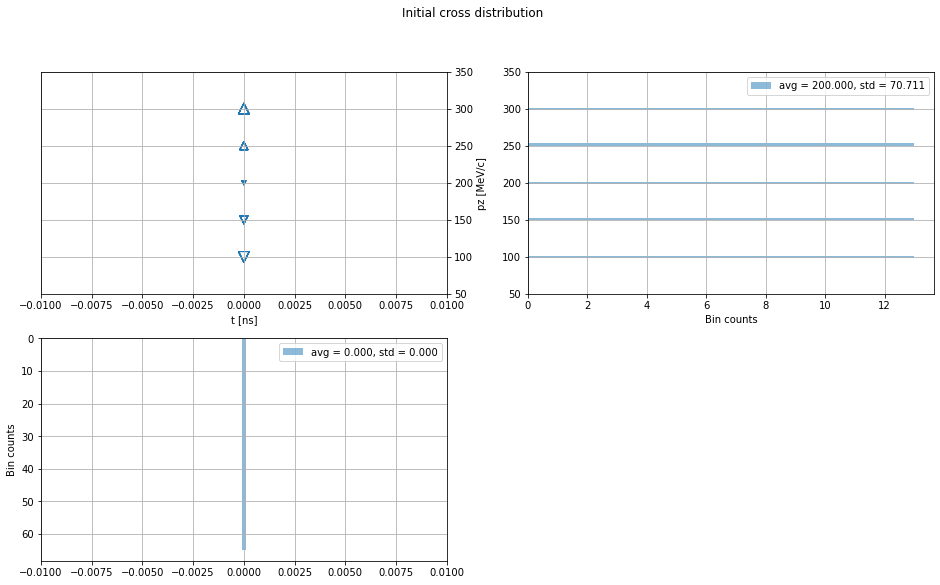 Initial cross distribution
350
300
250
200
150
100
50
pz [MeV/c]
−0.0100 −0.0075 −0.0050 −0.0025 0.0000 0.0025 0.0050 0.0075 0.0100
t [ns]
avg = 200.000, std = 70.711
350
300
250
200
150
100
50
0 2 4 6 8 10 12
Bin counts
avg = 0.000, std = 0.000
0
10
20
30
40
50
60
Bin counts
−0.0100 −0.0075 −0.0050 −0.0025 0.0000 0.0025 0.0050 0.0075 0.0100